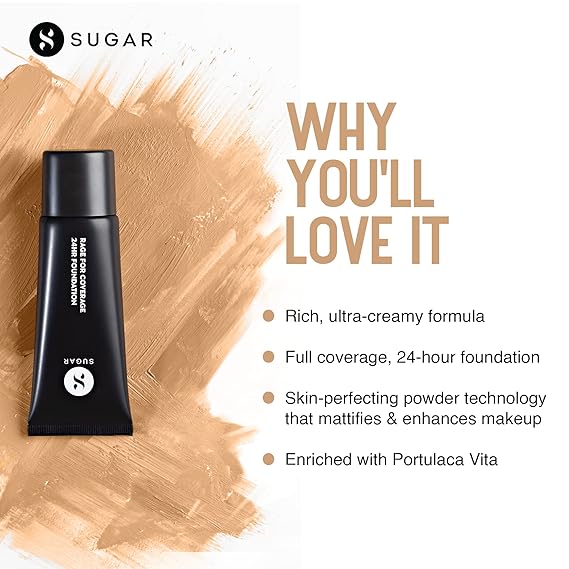 SUGAR
RAGE FOR COVERAGE
24HR FOUNDATION
SUGAR
WHY
YOU'LL
LOVE IT
Rich, ultra-creamy formula
Full coverage, 24-hour foundation
Skin-perfecting powder technology
that mattifies & enhances makeup
Enriched with Portulaca Vita